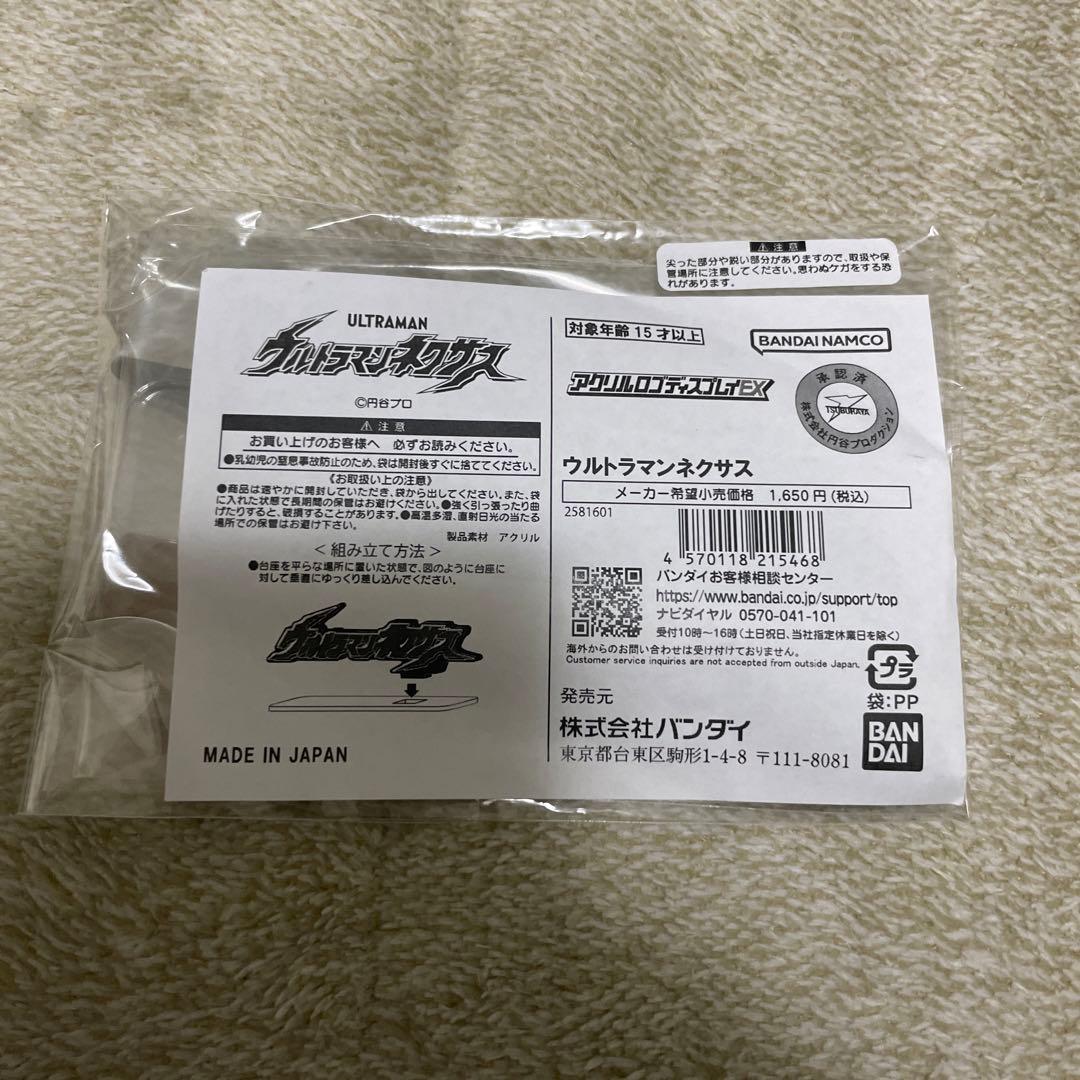 ⚠注意
尖った部分や鋭い部分がありますので、取扱や保
管場所に注意してください。思わぬケガをする恐
れがあります。
ULTRAMAN
ウルトラマンネクサス
©円谷プロ
⚠注意
お買い上げのお客様へ 必ずお読みください。
●乳幼児の窒息事故防止のため、袋は開封後すぐに捨ててください。
《お取扱い上の注意》
●商品は速やかに開封していただき、袋から出してください。また、袋
に入れた状態で長期間の保管はお避けください。●強く引っ張ったり曲
げたりすると、破損することがあります。●高温多湿、直射日光の当たる
場所での保管はお避け下さい。
製品素材 アクリル
＜組み立て方法＞
●台座を平らな場所に置いた状態で、図のように台座に
対して垂直にゆっくり差し込んでください。
ウルトラマンネクサス
MADE IN JAPAN
対象年齢15才以上
BANDAI NAMCO
アクリルロゴディスプレイEX
承認済
TSUBURAYA
株式会社円谷プロダクション
ウルトラマンネクサス
メーカー希望小売価格 1,650円(税込)
2581601
4 570118 215468
バンダイお客様相談センター
https://www.bandai.co.jp/support/top
ナビダイヤル 0570-041-101
受付10時～16時(土日祝日、当社指定休業日を除く)
海外からのお問い合わせは受け付けておりません。
Customer service inquiries are not accepted from outside Japan.
プラ
袋:PP
発売元
株式会社バンダイ
東京都台東区駒形1-4-8 〒111-8081
BAN
DAI